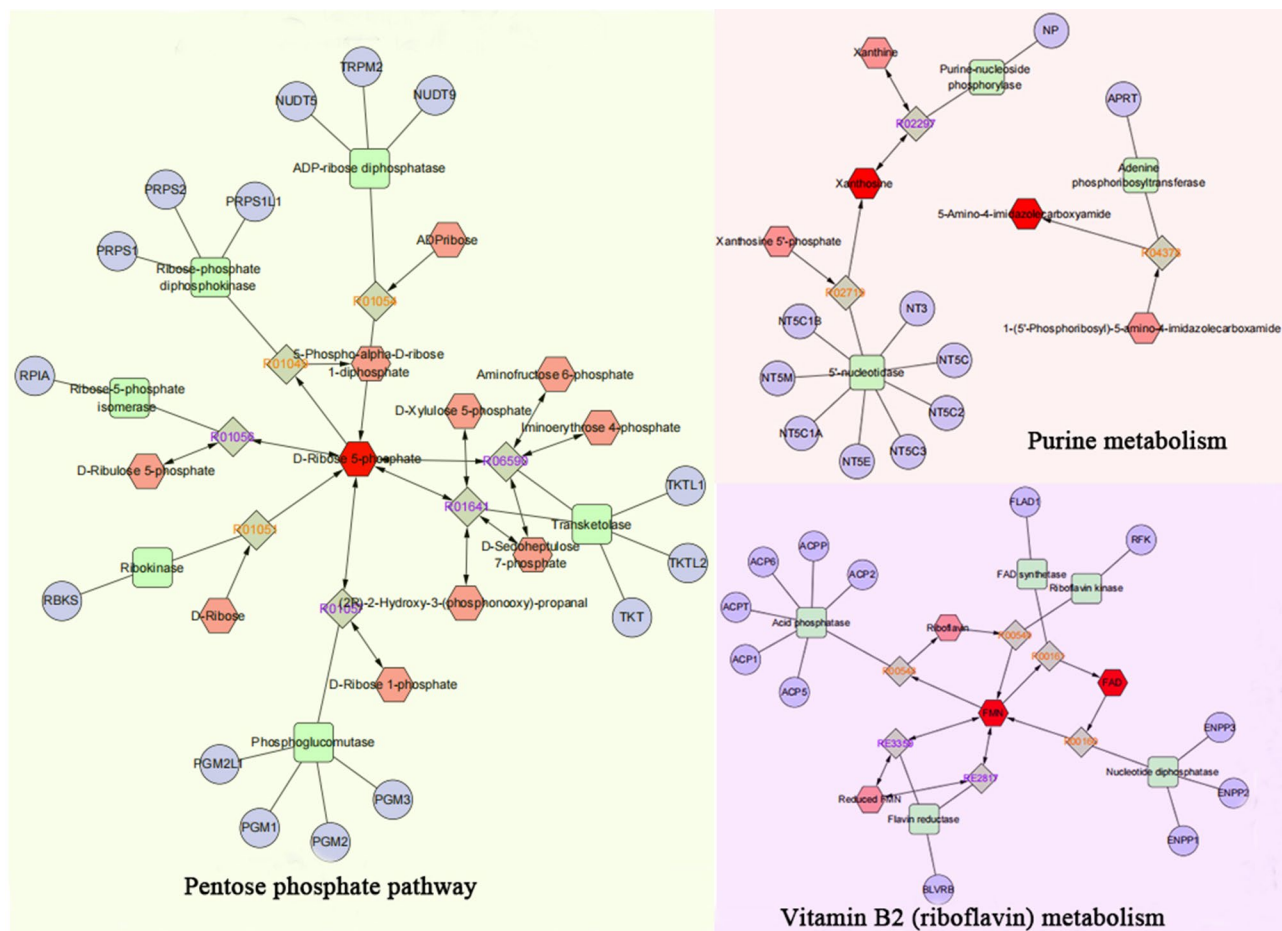 TRPM2
NUDT5
NUDT9
ADP-ribose diphosphatase
PRPS2
PRPS1L1
PRPS1
Ribose-phosphate
diphosphokinase
ADPribose
R01054
5-Phospho-alpha-D-ribose
1-diphosphate
R01049
RPIA
Ribose-5-phosphate
isomerase
R01056
D-Ribulose 5-phosphate
D-Ribose 5-phosphate
Aminofructose 6-phosphate
D-Xylulose 5-phosphate
Iminoerythrose 4-phosphate
R06590
R01641
TKTL1
Transketolase
TKTL2
TKT
D-Sedoheptulose
7-phosphate
R01051
Ribokinase
RBKS
D-Ribose
(2R)-2-Hydroxy-3-(phosphonooxy)-propanal
D-Ribose 1-phosphate
Phosphoglucomutase
PGM2L1
PGM3
PGM1
PGM2
Pentose phosphate pathway
NP
Xanthine
Purine-nucleoside
phosphorylase
R02297
APRT
Xanthosine
Adenine
phosphoribosyltransferase
5-Amino-4-imidazolecarboxyamide
Xanthosine 5'-phosphate
R04378
R02719
NT5C1B
NT3
1-(5'-Phosphoribosyl)-5-amino-4-imidazolecarboxamide
NT5M
5'-nucleotidase
NT5C
NT5C2
NT5C1A
NT5C3
NT5E
Purine metabolism
FLAD1
RFK
ACPP
ACP6
ACP2
FAD synthetase
Riboflavin kinase
ACPT
Acid phosphatase
Riboflavin
R00549
R00161
ACP1
R00548
ACP5
FAD
FMN
RE3359
R00160
ENPP3
RE2817
Nucleotide diphosphatase
Reduced FMN
ENPP2
Flavin reductase
ENPP1
BLVRB
Vitamin B2 (riboflavin) metabolism